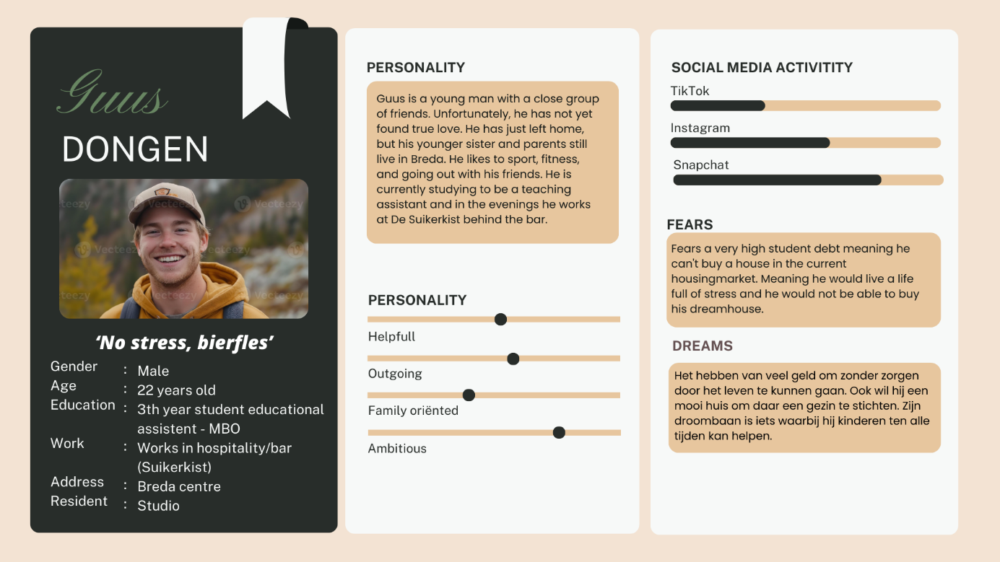 Guus
DONGEN
Vecteezy
Vecteezy
Vecteezy
Vecteezy
Vecteezy
Vecteezy
‘No stress, bierfles’
Gender : Male
Age : 22 years old
Education : 3th year student educational
assistent - MBO
Work : Works in hospitality/bar
(Suikerkist)
Address : Breda centre
Resident : Studio
PERSONALITY
Guus is a young man with a close group
of friends. Unfortunately, he has not yet
found true love. He has just left home,
but his younger sister and parents still
live in Breda. He likes to sport, fitness,
and going out with his friends. He is
currently studying to be a teaching
assistant and in the evenings he works
at De Suikerkist behind the bar.
PERSONALITY
Helpfull
Outgoing
Family oriënted
Ambitious
SOCIAL MEDIA ACTIVITITY
TikTok
Instagram
Snapchat
FEARS
Fears a very high student debt meaning he
can't buy a house in the current
housingmarket. Meaning he would live a life
full of stress and he would not be able to buy
his dreamhouse.
DREAMS
Het hebben van veel geld om zonder zorgen
door het leven te kunnen gaan. Ook wil hij een
mooi huis om daar een gezin te stichten. Zijn
droombaan is iets waarbij hij kinderen ten alle
tijden kan helpen.